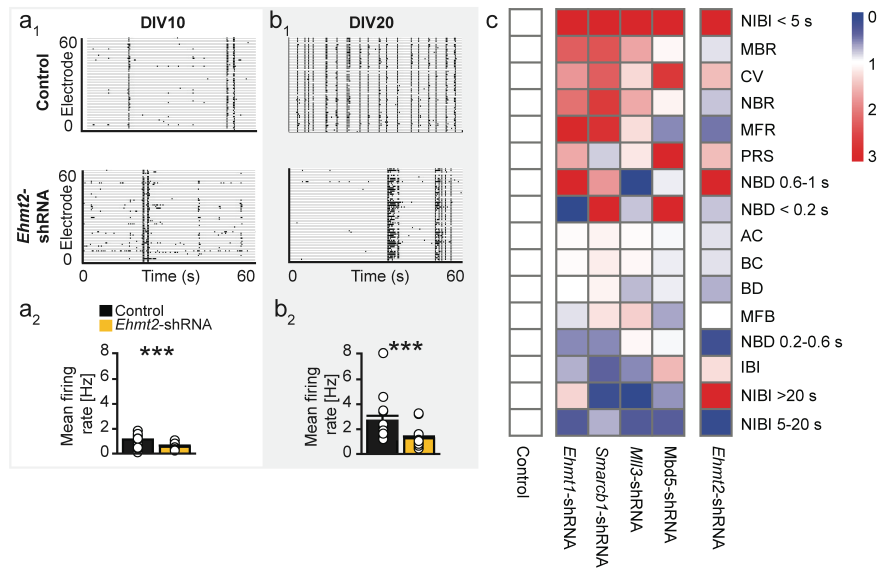 a1
DIV10
b1
DIV20
c
Control
Electrode
60
0
Ehmt2-
shRNA
Electrode
60
0
0
Time (s)
60
0
Time (s)
60
a2
Control
Ehmt2-shRNA
b2
Mean firing
rate [Hz]
8
6
4
2
0
***
Mean firing
rate [Hz]
8
6
4
2
0
***
NIBI < 5 s
MBR
CV
NBR
MFR
PRS
NBD 0.6-1 s
NBD < 0.2 s
AC
BC
BD
MFB
NBD 0.2-0.6 s
IBI
NIBI >20 s
NIBI 5-20 s
0
1
2
3
Control
Ehmt1-shRNA
Smarcb1-shRNA
Mll3-shRNA
Mbd5-shRNA
Ehmt2-shRNA